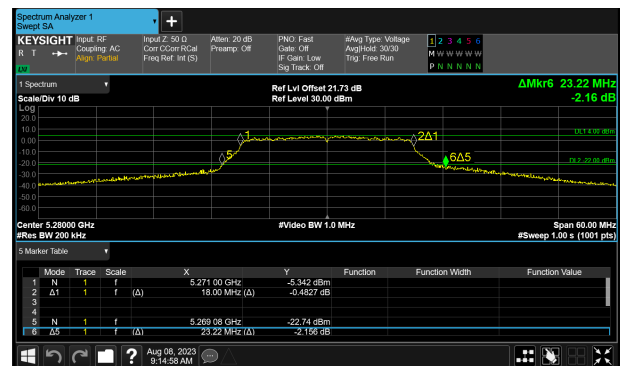 Spectrum Analyzer 1
Swept SA
+
KEYSIGHT Input: RF Input Z: 50 Ω Atten: 20 dB PNO: Fast #Avg Type: Voltage 1 2 3 4 5 6
R T Coupling: AC Corr CCorr RCal Preamp: Off Gate: Off Avg|Hold: 30/30 M W W W W W
Align: Partial Freq Ref: Int (S) IF Gain: Low Trig: Free Run
LXI Sig Track: Off P N N N N N
1 Spectrum Ref Lvl Offset 21.73 dB ΔMkr6 23.22 MHz
Scale/Div 10 dB Ref Level 30.00 dBm -2.16 dB
Log
20.0
10.0
1 2Δ1 DL1 4.00 dBm
0.00
-10.0
5 6Δ5 DL2 -22.00 dBm
-20.0
-30.0
-40.0
-50.0
-60.0
Center 5.28000 GHz #Video BW 1.0 MHz Span 60.00 MHz
#Res BW 200 kHz #Sweep 1.00 s (1001 pts)
5 Marker Table
Mode Trace Scale X Y Function Function Width Function Value
1 N 1 f 5.271 00 GHz -5.342 dBm
2 Δ1 1 f (Δ) 18.00 MHz (Δ) -0.4827 dB
3
4
5 N 1 f 5.269 08 GHz -22.74 dBm
6 Δ5 1 f (Δ) 23.22 MHz (Δ) -2.156 dB
? Aug 08, 2023
9:14:58 AM